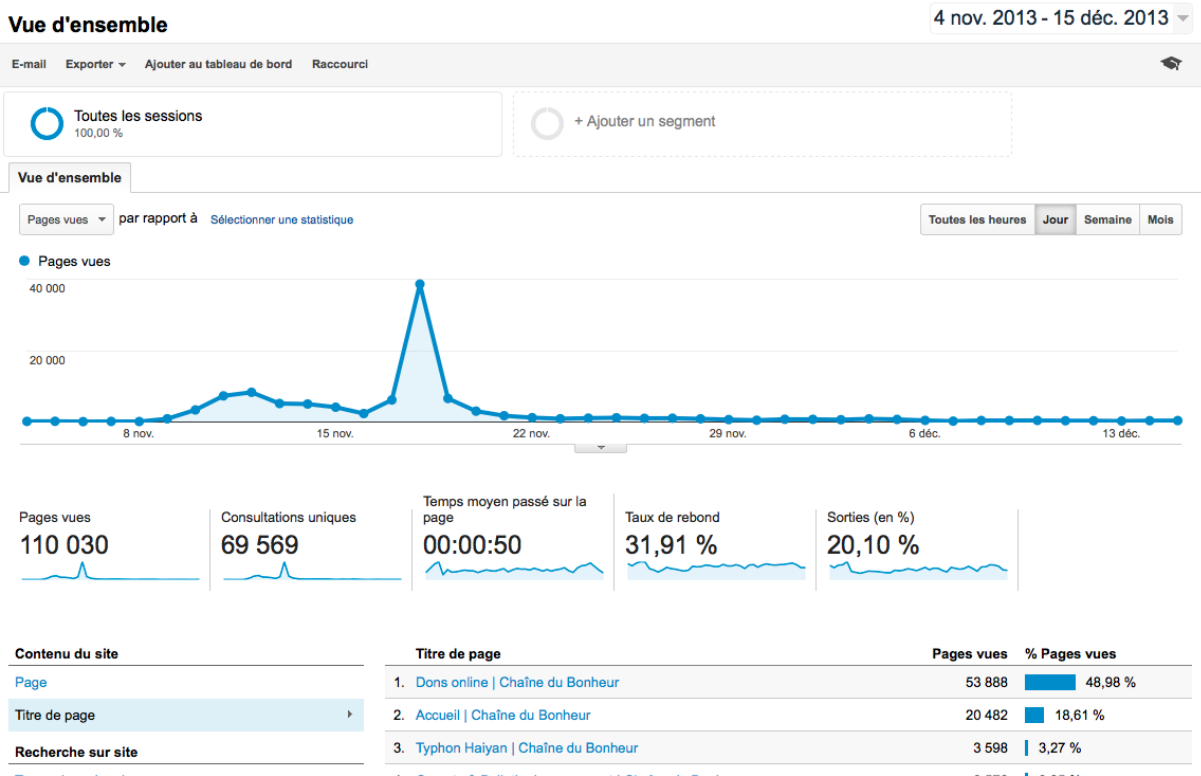 Vue d'ensemble
4 nov. 2013 - 15 déc. 2013
E-mail Exporter Ajouter au tableau de bord Raccourci
Toutes les sessions
100,00 %
+ Ajouter un segment
Vue d'ensemble
Pages vues par rapport à Sélectionner une statistique
Toutes les heures Jour Semaine Mois
Pages vues
40 000
20 000
8 nov. 15 nov. 22 nov. 29 nov. 6 déc. 13 déc.
Pages vues
110 030
Consultations uniques
69 569
Temps moyen passé sur la
page
00:00:50
Taux de rebond
31,91 %
Sorties (en %)
20,10 %
Contenu du site
Page
Titre de page
Recherche sur site
Titre de page Pages vues % Pages vues
1. Dons online | Chaîne du Bonheur 53 888 48,98 %
2. Accueil | Chaîne du Bonheur 20 482 18,61 %
3. Typhon Haiyan | Chaîne du Bonheur 3 598 3,27 %